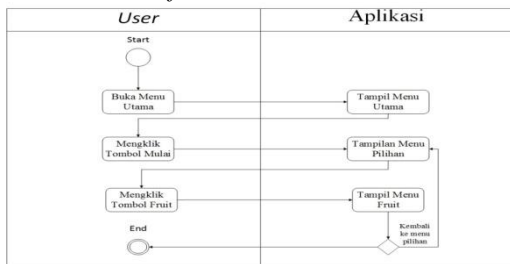 User
Aplikasi
Start
Buka Menu
Utama
Tampil Menu
Utama
Mengklik
Tombol Mulai
Tampilan Menu
Pilihan
Mengklik
Tombol Fruit
Tampil Menu
Fruit
Kembali
ke menu
pilihan
End